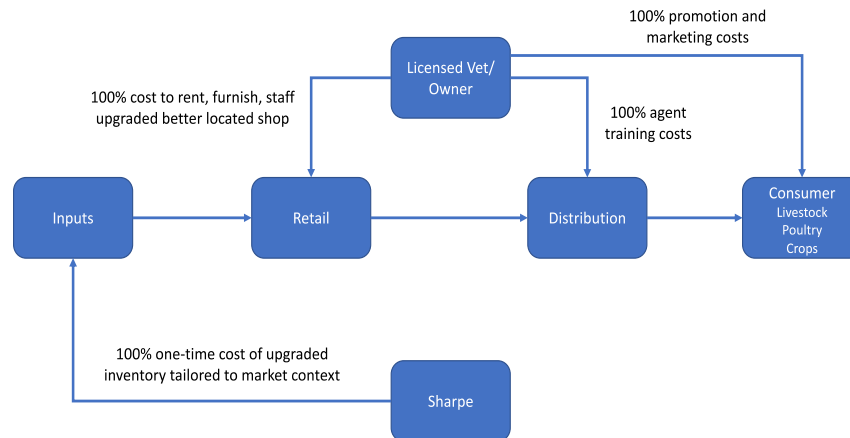 100% promotion and
marketing costs
Licensed Vet/
Owner
100% cost to rent, furnish, staff
upgraded better located shop
100% agent
training costs
Inputs
Retail
Distribution
Consumer
Livestock
Poultry
Crops
100% one-time cost of upgraded
inventory tailored to market context
Sharpe